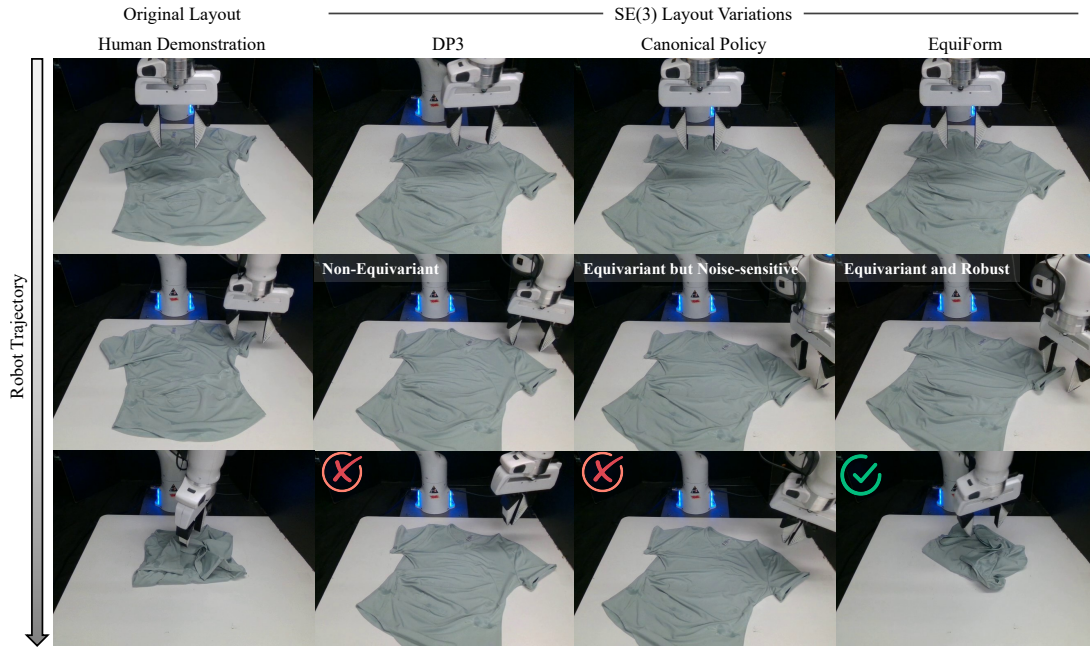 Original Layout
SE(3) Layout Variations
Human Demonstration
DP3
Canonical Policy
EquiForm
Robot Trajectory
Non-Equivariant
Equivariant but Noise-sensitive
Equivariant and Robust